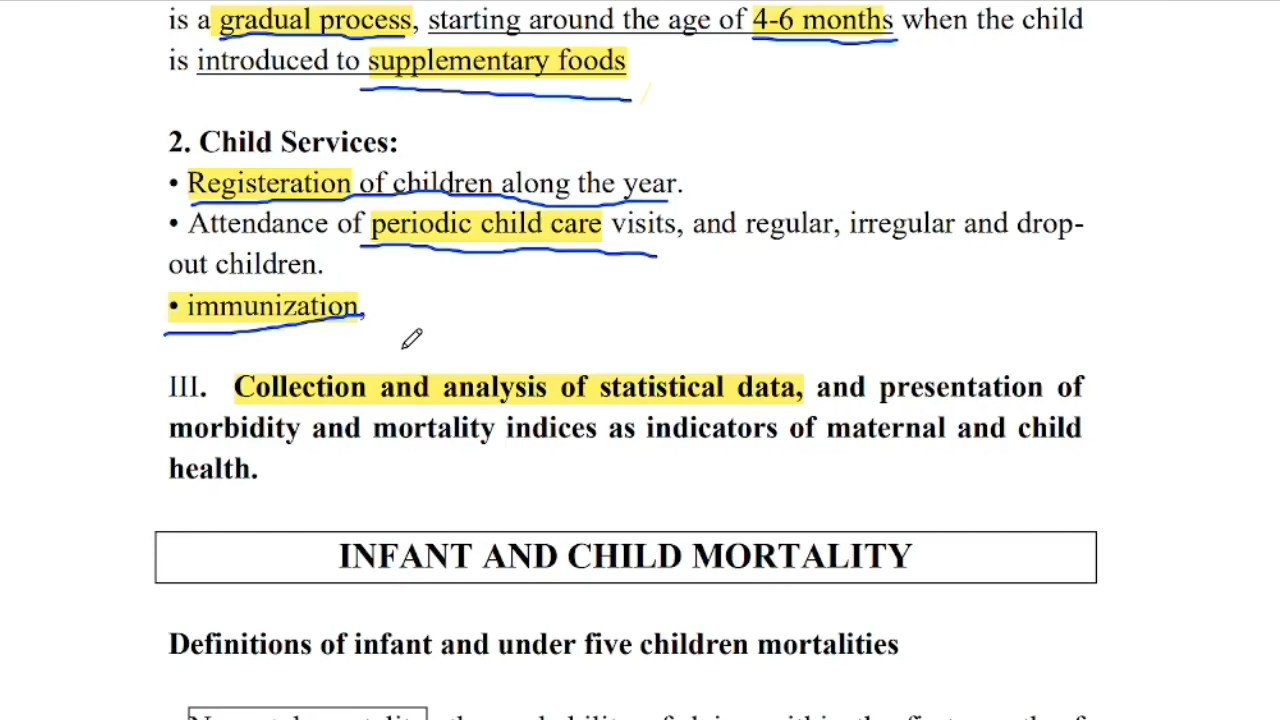 is a gradual process, starting around the age of 4-6 months when the child
is introduced to supplementary foods
2. Child Services:
• Registeration of children along the year.
• Attendance of periodic child care visits, and regular, irregular and drop-
out children.
• immunization,
III. Collection and analysis of statistical data, and presentation of
morbidity and mortality indices as indicators of maternal and child
health.
INFANT AND CHILD MORTALITY
Definitions of infant and under five children mortalities